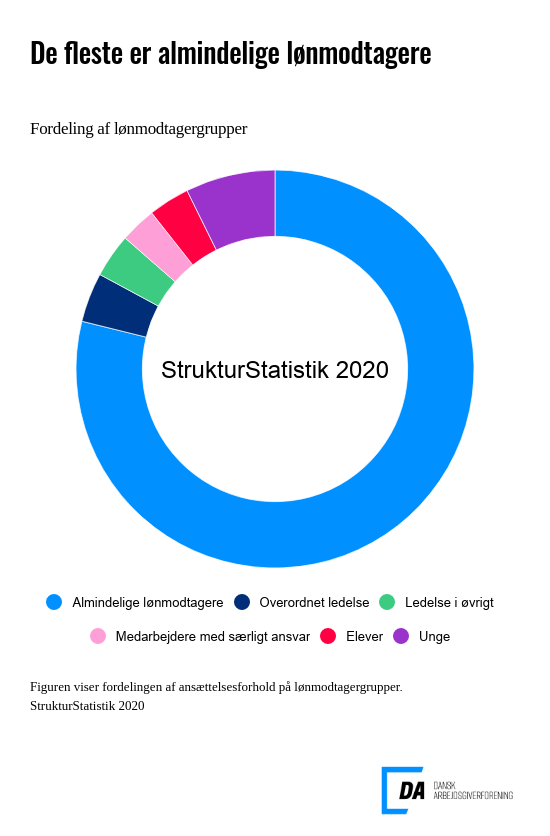 De fleste er almindelige lønmodtagere
Fordeling af lønmodtagergrupper
StrukturStatistik 2020
Almindelige lønmodtagere Overordnet ledelse Ledelse i øvrigt
Medarbejdere med særligt ansvar Elever Unge
Figuren viser fordelingen af ansættelsesforhold på lønmodtagergrupper.
StrukturStatistik 2020
DA DANSK
ARBEJDSGIVERFORENING